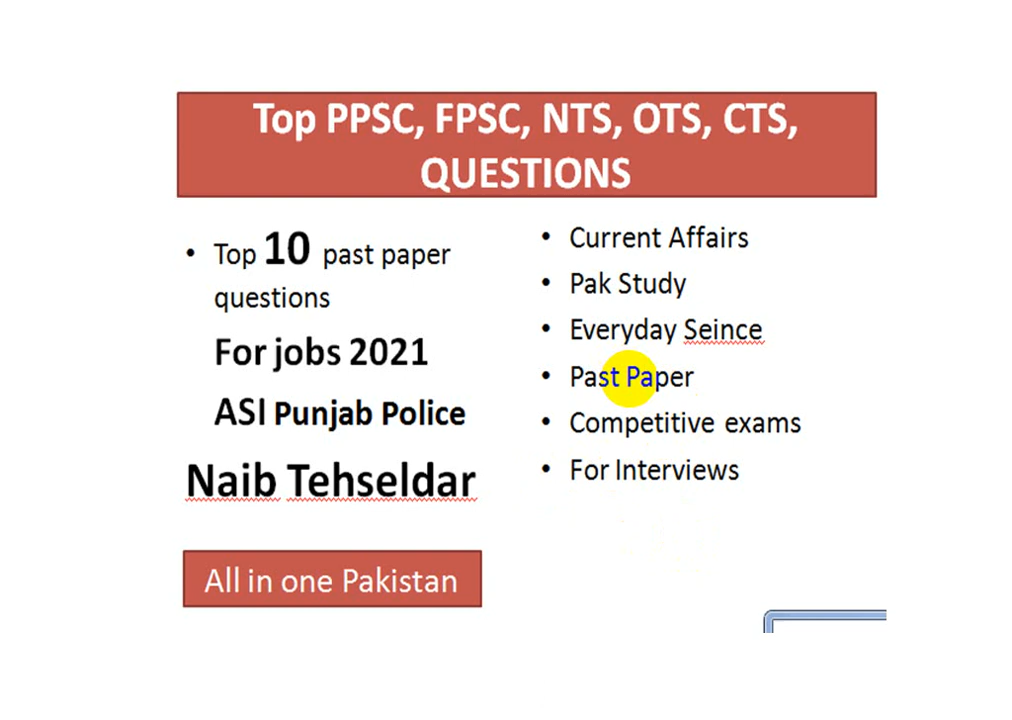 Top PPSC, FPSC, NTS, OTS, CTS,
QUESTIONS
• Top 10 past paper
questions
For jobs 2021
ASI Punjab Police
Naib Tehseldar
All in one Pakistan
• Current Affairs
• Pak Study
• Everyday Seince
• Past Paper
• Competitive exams
• For Interviews